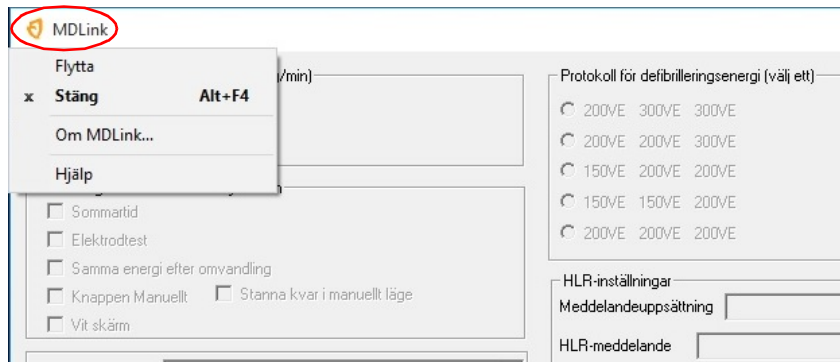 MDLink
Flytta
x Stäng Alt+F4
Om MDLink...
Hjälp
/min)
Sommartid
Elektrodtest
Samma energi efter omvandling
Knappen Manuellt Stanna kvar i manuellt läge
Vit skärm
Protokoll för defibrilleringsenergi (välj ett)
200VE 300VE 300VE
200VE 200VE 300VE
150VE 200VE 200VE
150VE 150VE 200VE
200VE 200VE 200VE
HLR-inställningar
Meddelandeuppsättning
HLR-meddelande